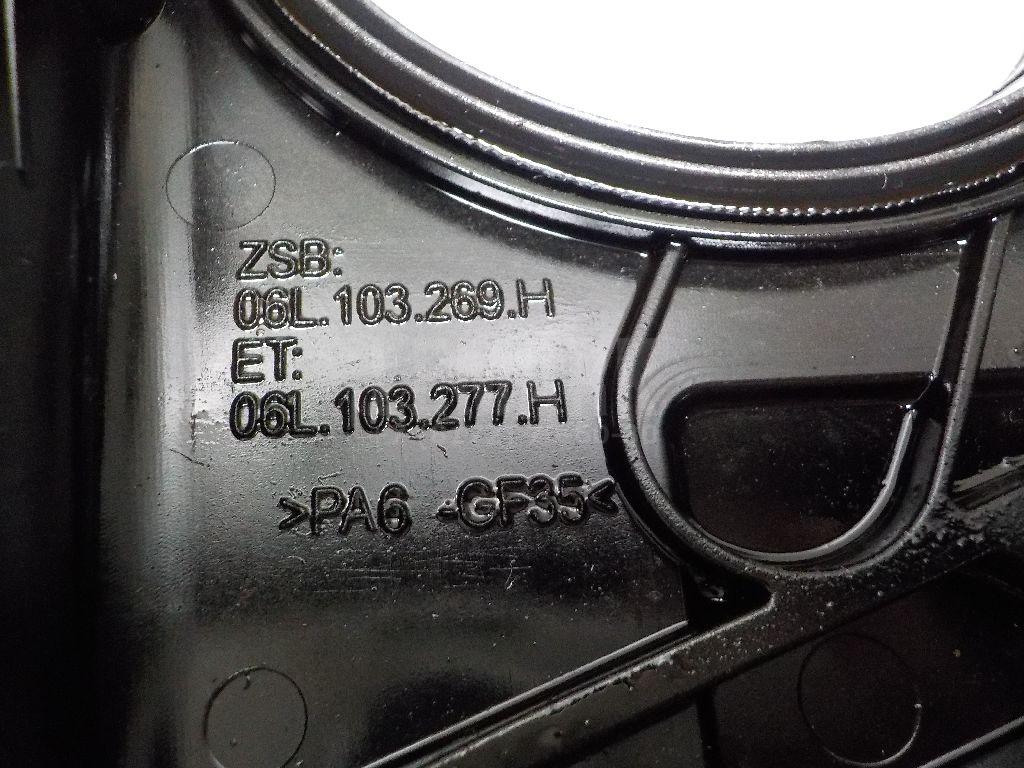 ZSB:
06L.103.269.H
ET:
06L.103.277.H
>PA6 -GF35<